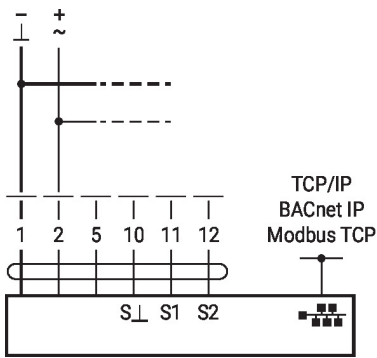 − +
⊥ ~
TCP/IP
BACnet IP
Modbus TCP
1 2 5 10 11 12
S⊥ S1 S2